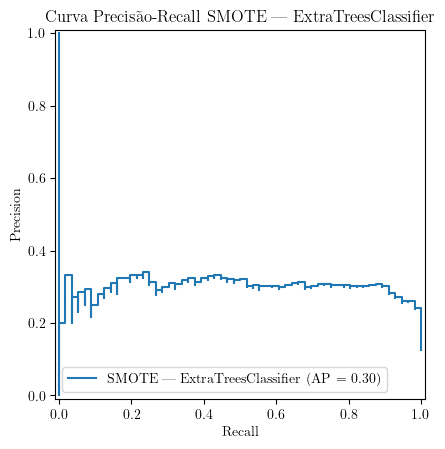 Curva Precisão-Recall SMOTE — ExtraTreesClassifier
1.0
0.8
0.6
0.4
0.2
0.0
Precision
SMOTE — ExtraTreesClassifier (AP = 0.30)
0.0 0.2 0.4 0.6 0.8 1.0
Recall